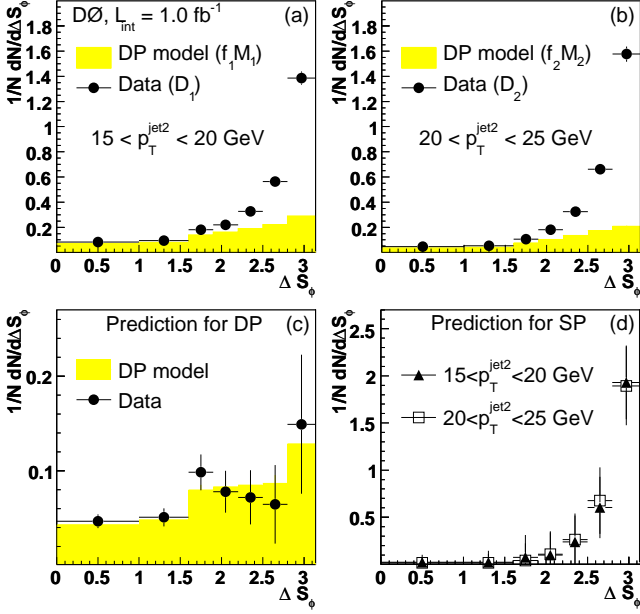 DØ, L_int = 1.0 fb⁻¹ (a)
DP model (f₁M₁)
Data (D₁)
15 < p_T^jet2 < 20 GeV
1/N dN/dΔS_ϕ
1.8
1.6
1.4
1.2
1
0.8
0.6
0.4
0.2
0 0.5 1 1.5 2 2.5 3
Δ S_ϕ
(b)
DP model (f₂M₂)
Data (D₂)
20 < p_T^jet2 < 25 GeV
1/N dN/dΔS_ϕ
1.8
1.6
1.4
1.2
1
0.8
0.6
0.4
0.2
0 0.5 1 1.5 2 2.5 3
Δ S_ϕ
Prediction for DP (c)
DP model
Data
1/N dN/dΔS_ϕ
0.2
0.1
0 0.5 1 1.5 2 2.5 3
Δ S_ϕ
Prediction for SP (d)
15<p_T^jet2<20 GeV
20<p_T^jet2<25 GeV
1/N dN/dΔS_ϕ
2.5
2
1.5
1
0.5
0 0.5 1 1.5 2 2.5 3
Δ S_ϕ